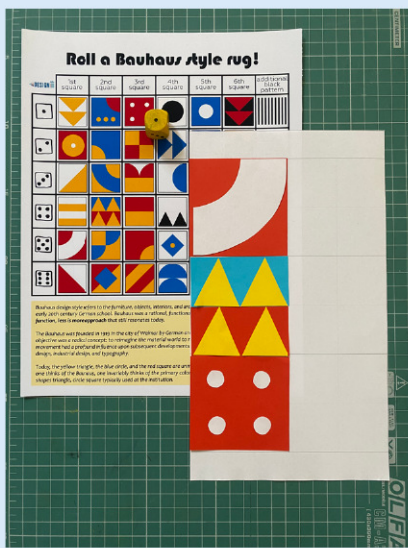 Roll a Bauhaus style rug!
1st square
2nd square
3rd square
4th square
5th square
6th square
additional black pattern
Bauhaus design style refers to the furniture, objects, interiors, and
early 20th century German school. Bauhaus was a rational, functional
function, less is more approach that still resonates today.
The Bauhaus was founded in 1919 in the city of Weimar by German
objective was a radical concept: to reimagine the material world to
movement had a profound influence upon subsequent developments
design, industrial design, and typography.
Today, the yellow triangle, the blue circle, and the red square are
one thinks of the Bauhaus, one invariably thinks of the primary
shapes triangle, circle square typically used at the institution.
OLFA